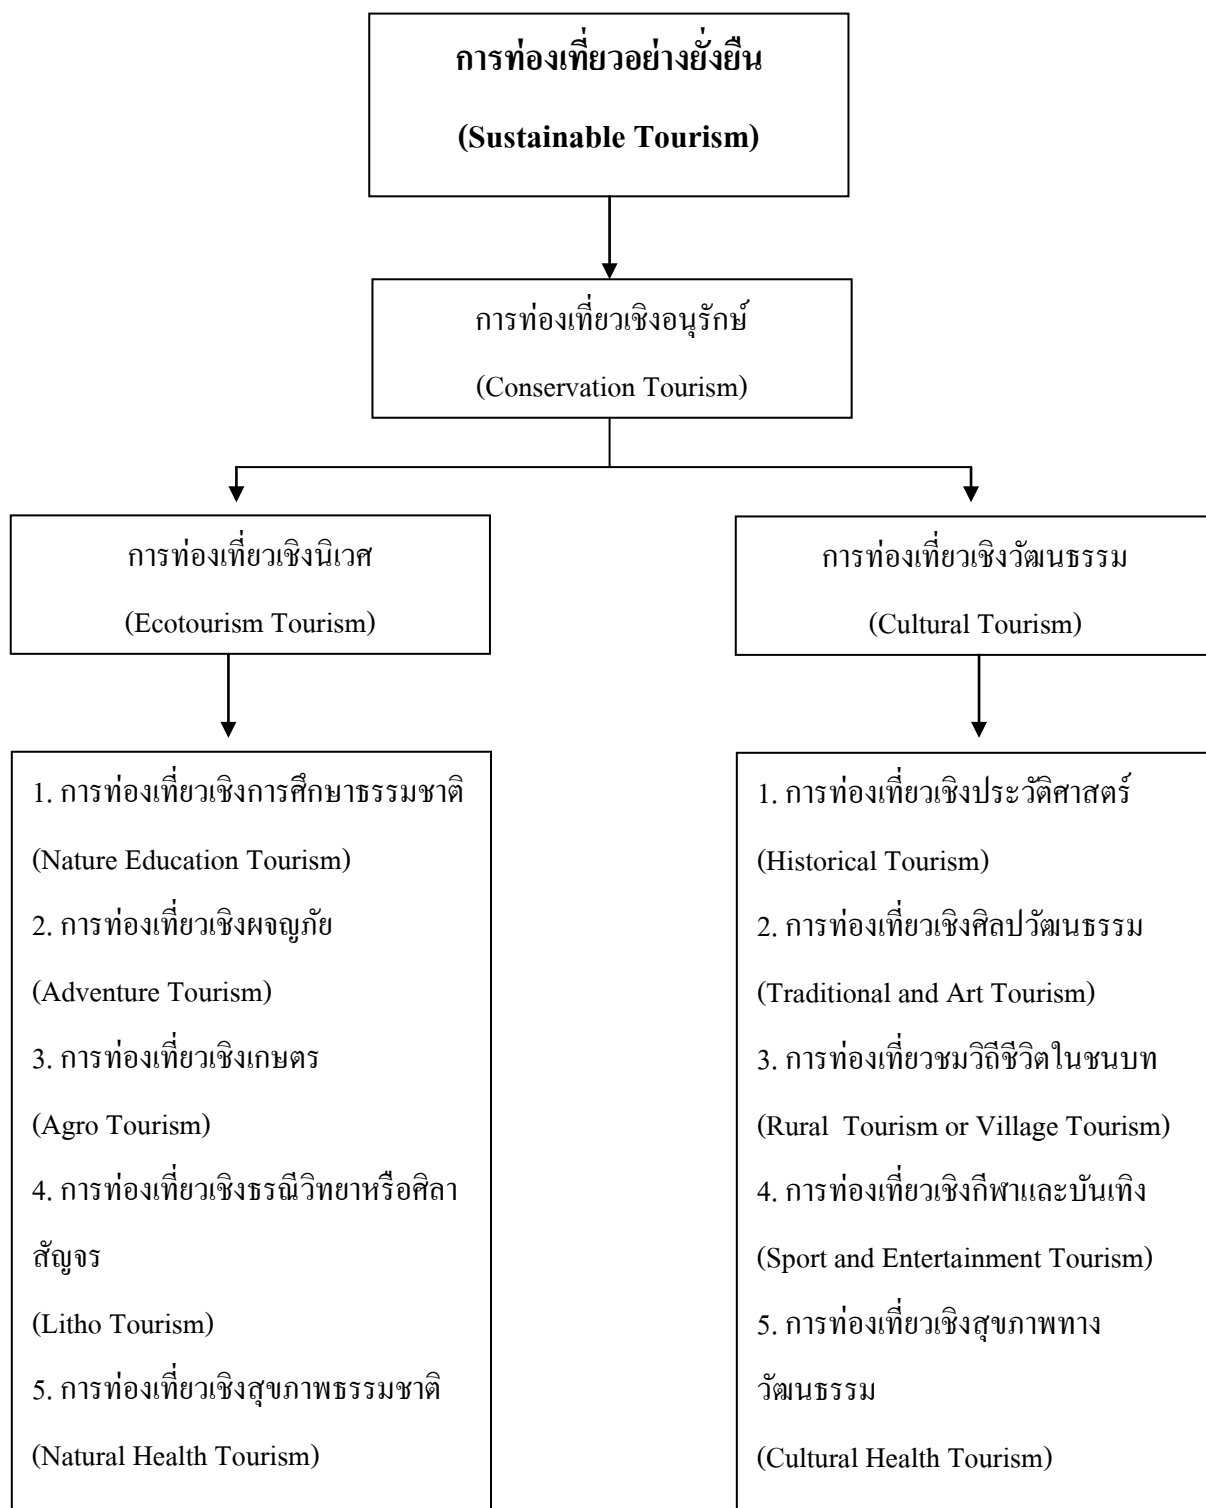 การท่องเที่ยวอย่างยั่งยืน
(Sustainable Tourism)
การท่องเที่ยวเชิงอนุรักษ์
(Conservation Tourism)
การท่องเที่ยวเชิงนิเวศ
(Ecotourism Tourism)
การท่องเที่ยวเชิงวัฒนธรรม
(Cultural Tourism)
1. การท่องเที่ยวเชิงการศึกษาธรรมชาติ
(Nature Education Tourism)
2. การท่องเที่ยวเชิงผจญภัย
(Adventure Tourism)
3. การท่องเที่ยวเชิงเกษตร
(Agro Tourism)
4. การท่องเที่ยวเชิงธรณีวิทยาหรือศิลา
สัญจร
(Litho Tourism)
5. การท่องเที่ยวเชิงสุขภาพธรรมชาติ
(Natural Health Tourism)
1. การท่องเที่ยวเชิงประวัติศาสตร์
(Historical Tourism)
2. การท่องเที่ยวเชิงศิลปวัฒนธรรม
(Traditional and Art Tourism)
3. การท่องเที่ยวชมวิถีชีวิตในชนบท
(Rural  Tourism or Village Tourism)
4. การท่องเที่ยวเชิงกีฬาและบันเทิง
(Sport and Entertainment Tourism)
5. การท่องเที่ยวเชิงสุขภาพทาง
วัฒนธรรม
(Cultural Health Tourism)